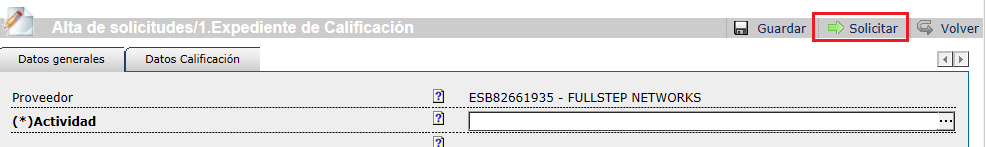 Alta de solicitudes/1.Expediente de Calificación
Guardar Solicitar Volver
Datos generales Datos Calificación
Proveedor ? ESB82661935 - FULLSTEP NETWORKS
(*)Actividad ? ...
?